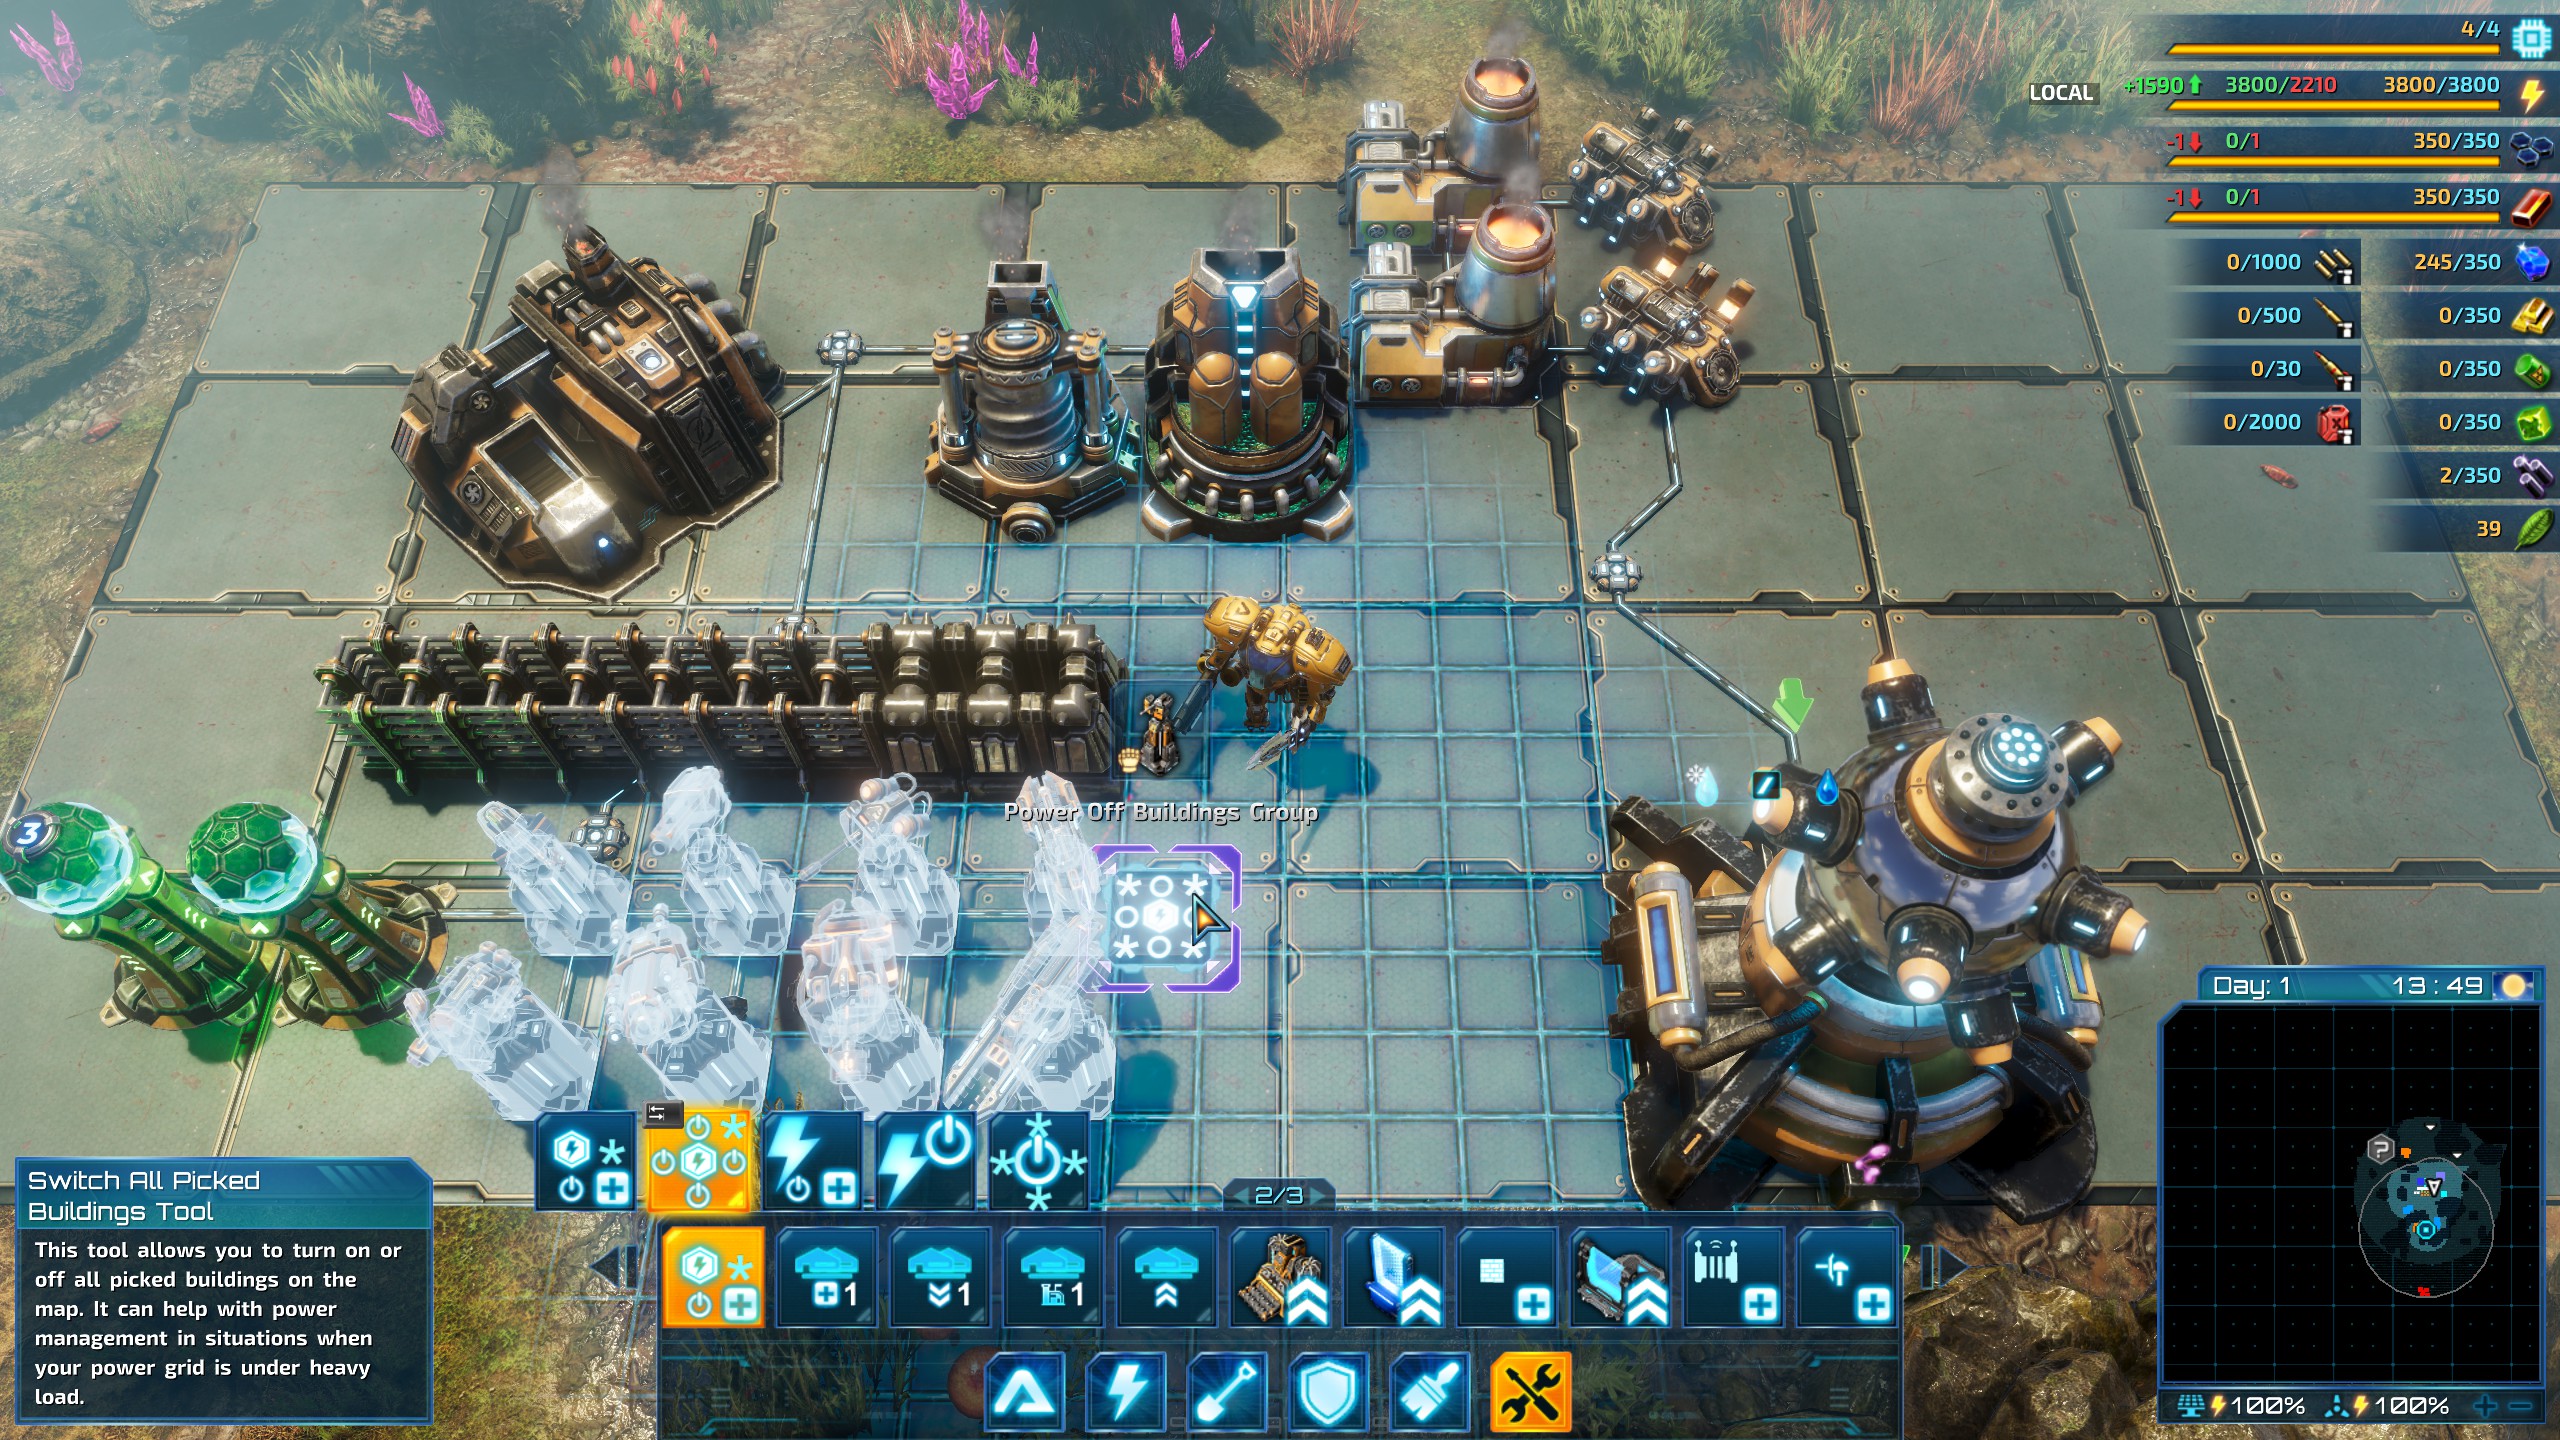 4/4
LOCAL
+1590 3800/2210 3800/3800
-1 0/1 350/350
-1 0/1 350/350
0/1000 245/350
0/500 0/350
0/30 0/350
0/2000 0/350
2/350
39
3
Power Off Buildings Group
Day: 1 13:49
Switch All Picked
Buildings Tool
This tool allows you to turn on or
off all picked buildings on the
map. It can help with power
management in situations when
your power grid is under heavy
load.
2/3
1
1
1
?
100% 100%